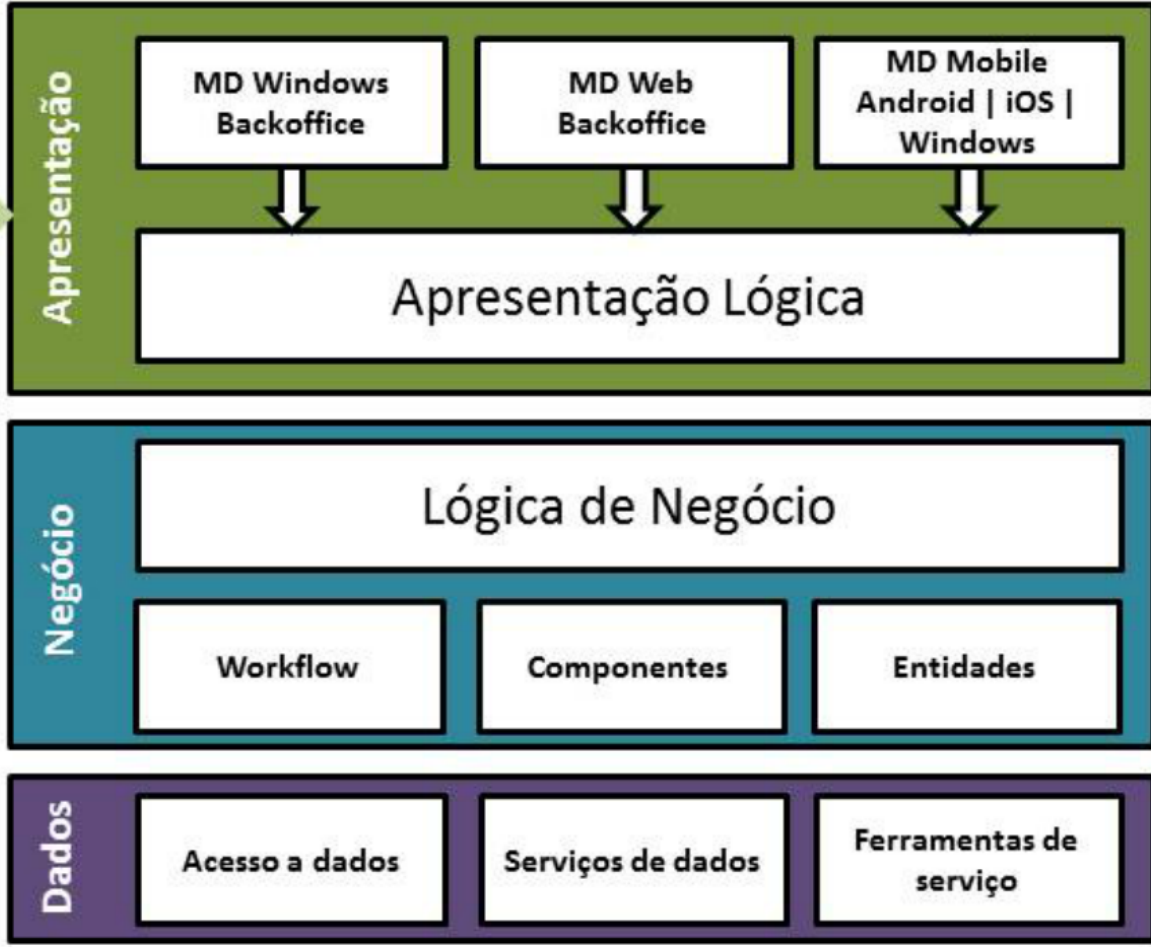 Apresentação
MD Windows
Backoffice
MD Web
Backoffice
MD Mobile
Android | iOS |
Windows
Apresentação Lógica
Negócio
Lógica de Negócio
Workflow
Componentes
Entidades
Dados
Acesso a dados
Serviços de dados
Ferramentas de
serviço